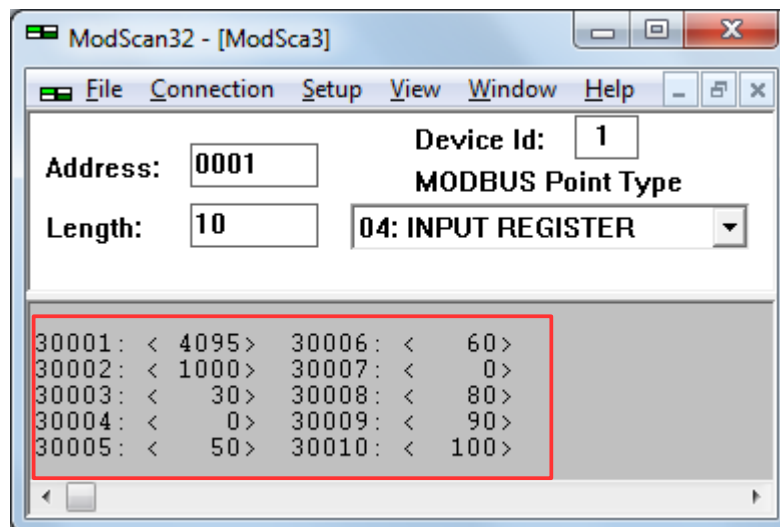 ModScan32 - [ModSca3]
File Connection Setup View Window Help
Address: 0001
Device Id: 1
MODBUS Point Type
Length: 10
04: INPUT REGISTER
30001: < 4095> 30006: < 60>
30002: < 1000> 30007: < 0>
30003: < 30> 30008: < 80>
30004: < 0> 30009: < 90>
30005: < 50> 30010: < 100>